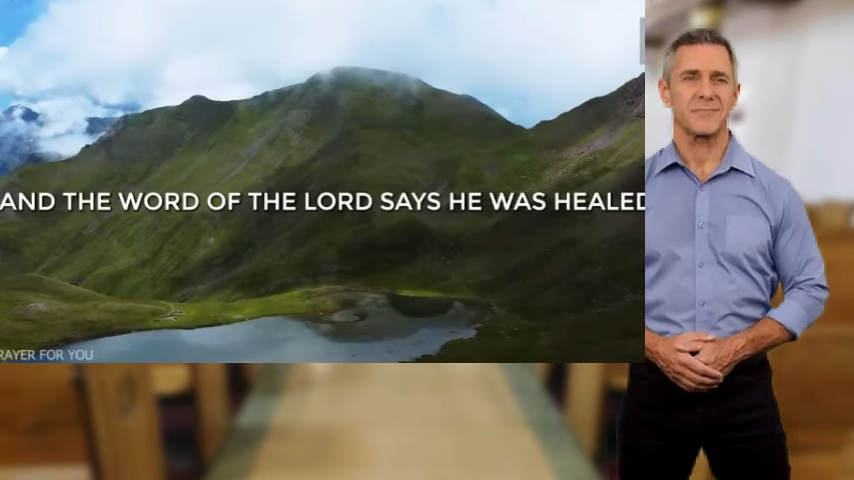 AND THE WORD OF THE LORD SAYS HE WAS HEALED
RAYER FOR YOU